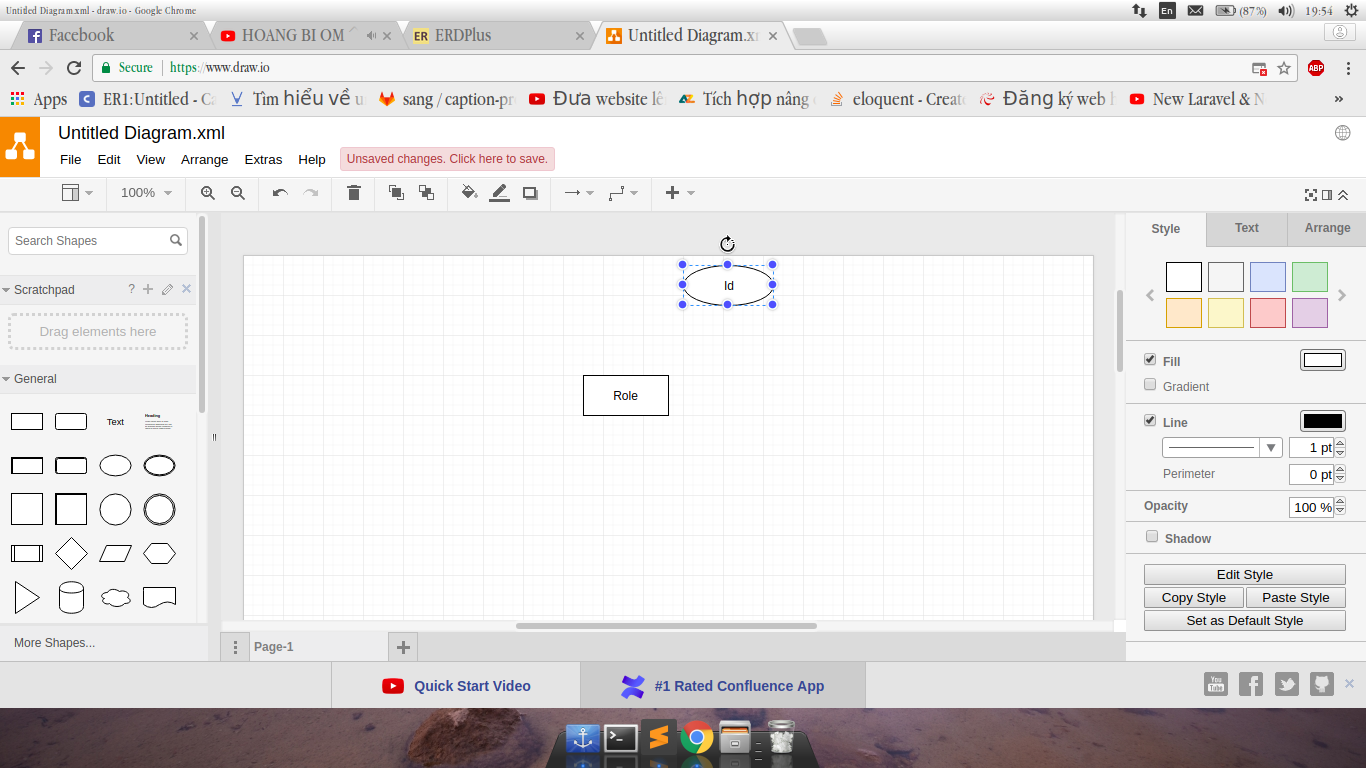 Untitled Diagram.xml - draw.io - Google Chrome
En
(87%)
19:54
Facebook
HOANG BI OM
ER
ERDPlus
Untitled Diagram.x
Secure
https://www.draw.io
ABP
Apps
ER1:Untitled - Ca
Tìm hiểu về
sang / caption-pr
Đưa website lê
Tích hợp nâng
eloquent - Creat
Đăng ký web
New Laravel & N
»
Untitled Diagram.xml
File
Edit
View
Arrange
Extras
Help
Unsaved changes. Click here to save.
100%
Search Shapes
Scratchpad
?
Drag elements here
General
Text
Heading
More Shapes...
Id
Role
Page-1
Style
Text
Arrange
Fill
Gradient
Line
1 pt
Perimeter
0 pt
Opacity
100 %
Shadow
Edit Style
Copy Style
Paste Style
Set as Default Style
Quick Start Video
#1 Rated Confluence App
You
Tube